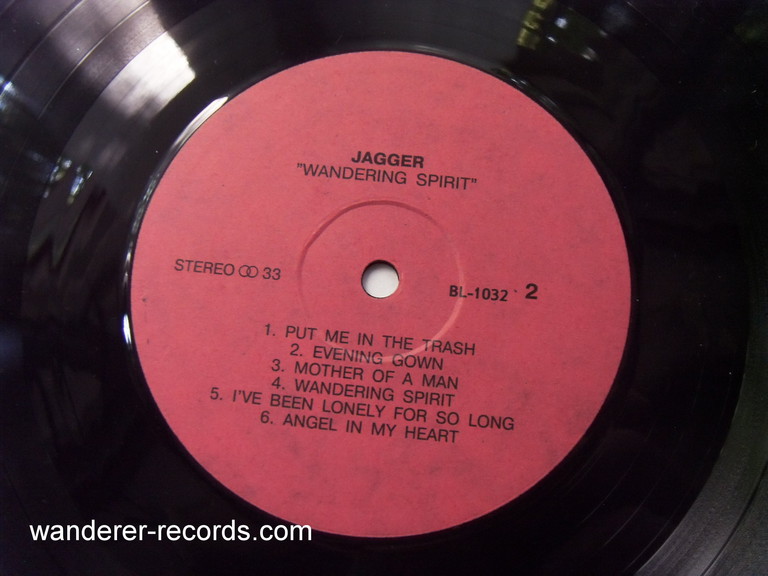 JAGGER
"WANDERING SPIRIT"
STEREO ꝏ 33
BL-1032 2
1. PUT ME IN THE TRASH
2. EVENING GOWN
3. MOTHER OF A MAN
4. WANDERING SPIRIT
5. I'VE BEEN LONELY FOR SO LONG
6. ANGEL IN MY HEART
wanderer-records.com